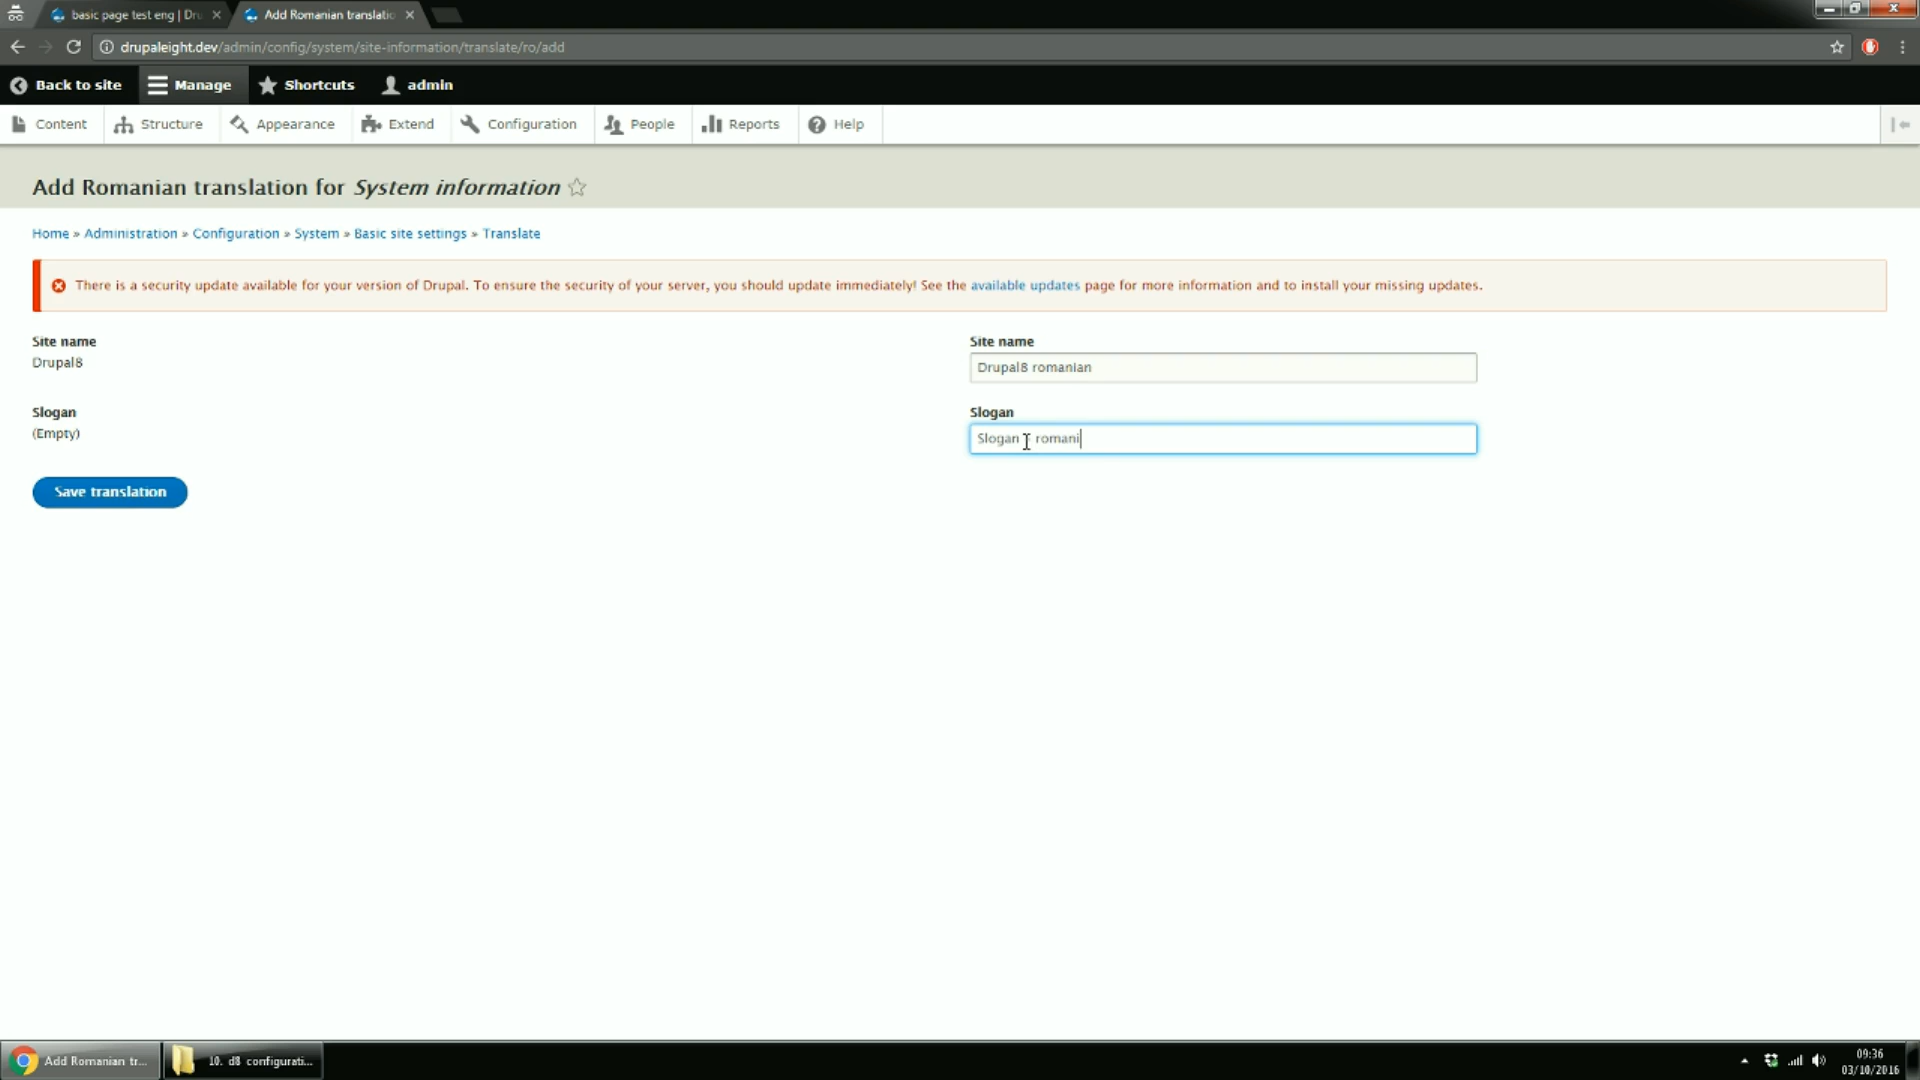 basic page test eng | Dru
Add Romanian translatio
drupaleight.dev/admin/config/system/site-information/translate/ro/add
Back to site
Manage
Shortcuts
admin
Content
Structure
Appearance
Extend
Configuration
People
Reports
Help
Add Romanian translation for System information
Home » Administration » Configuration » System » Basic site settings » Translate
There is a security update available for your version of Drupal. To ensure the security of your server, you should update immediately! See the available updates page for more information and to install your missing updates.
Site name
Drupal8
Site name
Drupal8 romanian
Slogan
(Empty)
Slogan
Slogan romani
Save translation
Add Romanian tr...
10. d8 configurati...
09:36
03/10/2016